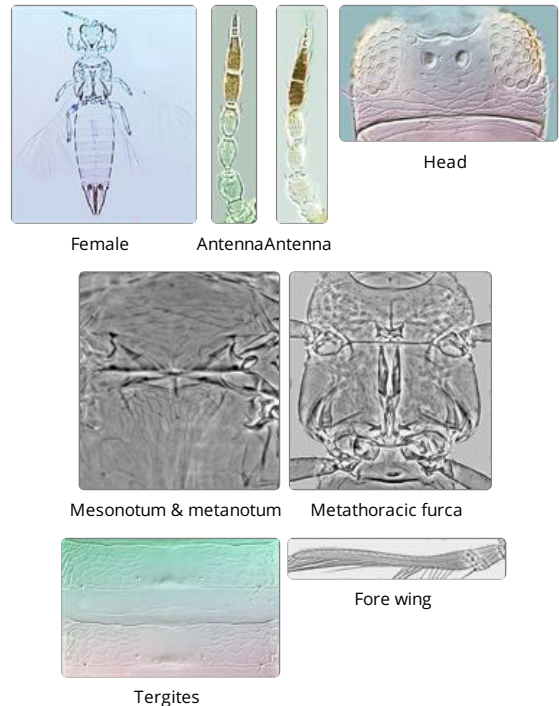 Female
AntennaAntenna
Head
Mesonotum & metanotum
Metathoracic furca
Fore wing
Tergites